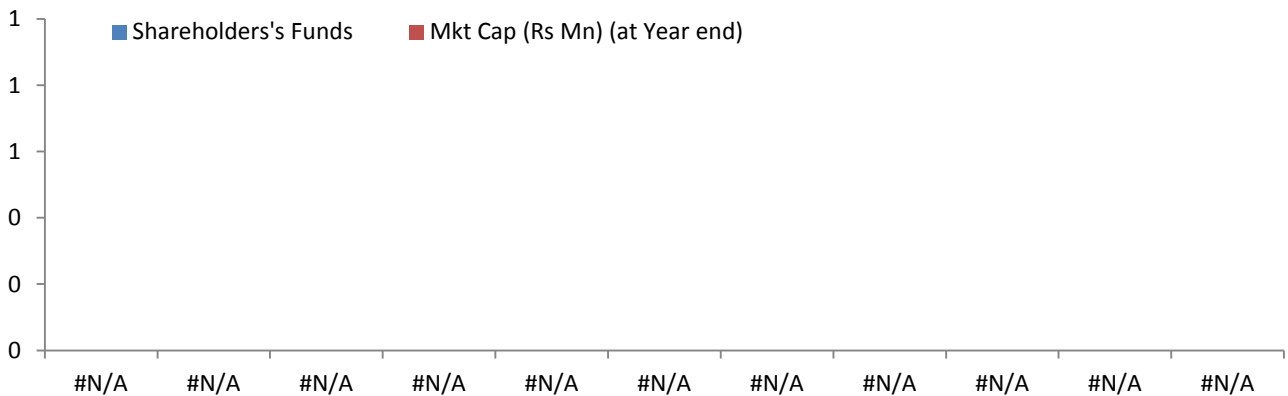 Shareholders's Funds
Mkt Cap (Rs Mn) (at Year end)
1
1
1
0
0
0
#N/A #N/A #N/A #N/A #N/A #N/A #N/A #N/A #N/A #N/A #N/A